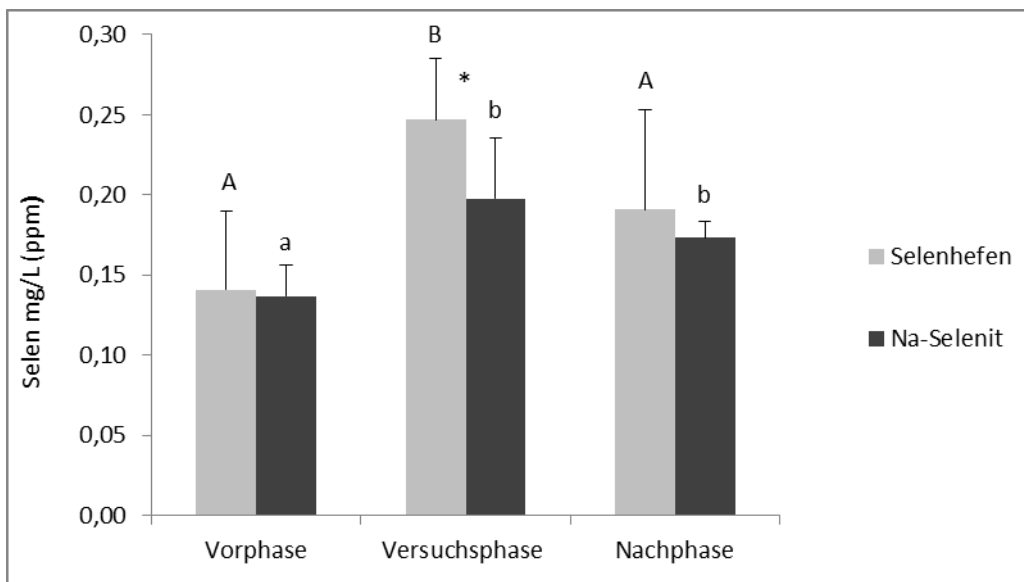 Selen mg/L (ppm)
0,30
0,25
0,20
0,15
0,10
0,05
0,00
A
a
B
*
b
A
b
Vorphase
Versuchsphase
Nachphase
Selenhefen
Na-Selenit